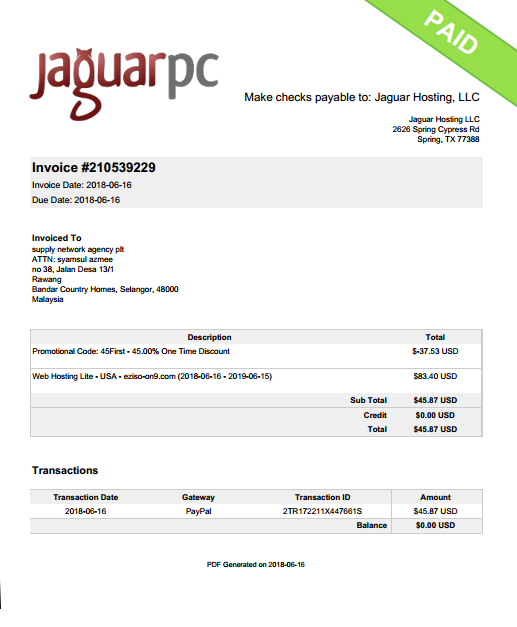 PAID
jaguarpc
Make checks payable to: Jaguar Hosting, LLC
Jaguar Hosting LLC
2626 Spring Cypress Rd
Spring, TX 77388
Invoice #210539229
Invoice Date: 2018-06-16
Due Date: 2018-06-16
Invoiced To
supply network agency plt
ATTN: syamsul azmee
no 38, Jalan Desa 13/1
Rawang
Bandar Country Homes, Selangor, 48000
Malaysia
Description Total
Promotional Code: 45First - 45.00% One Time Discount $-37.53 USD
Web Hosting Lite - USA - eziso-on9.com (2018-06-16 - 2019-06-15) $83.40 USD
Sub Total $45.87 USD
Credit $0.00 USD
Total $45.87 USD
Transactions
Transaction Date Gateway Transaction ID Amount
2018-06-16 PayPal 2TR172211X447661S $45.87 USD
Balance $0.00 USD
PDF Generated on 2018-06-16